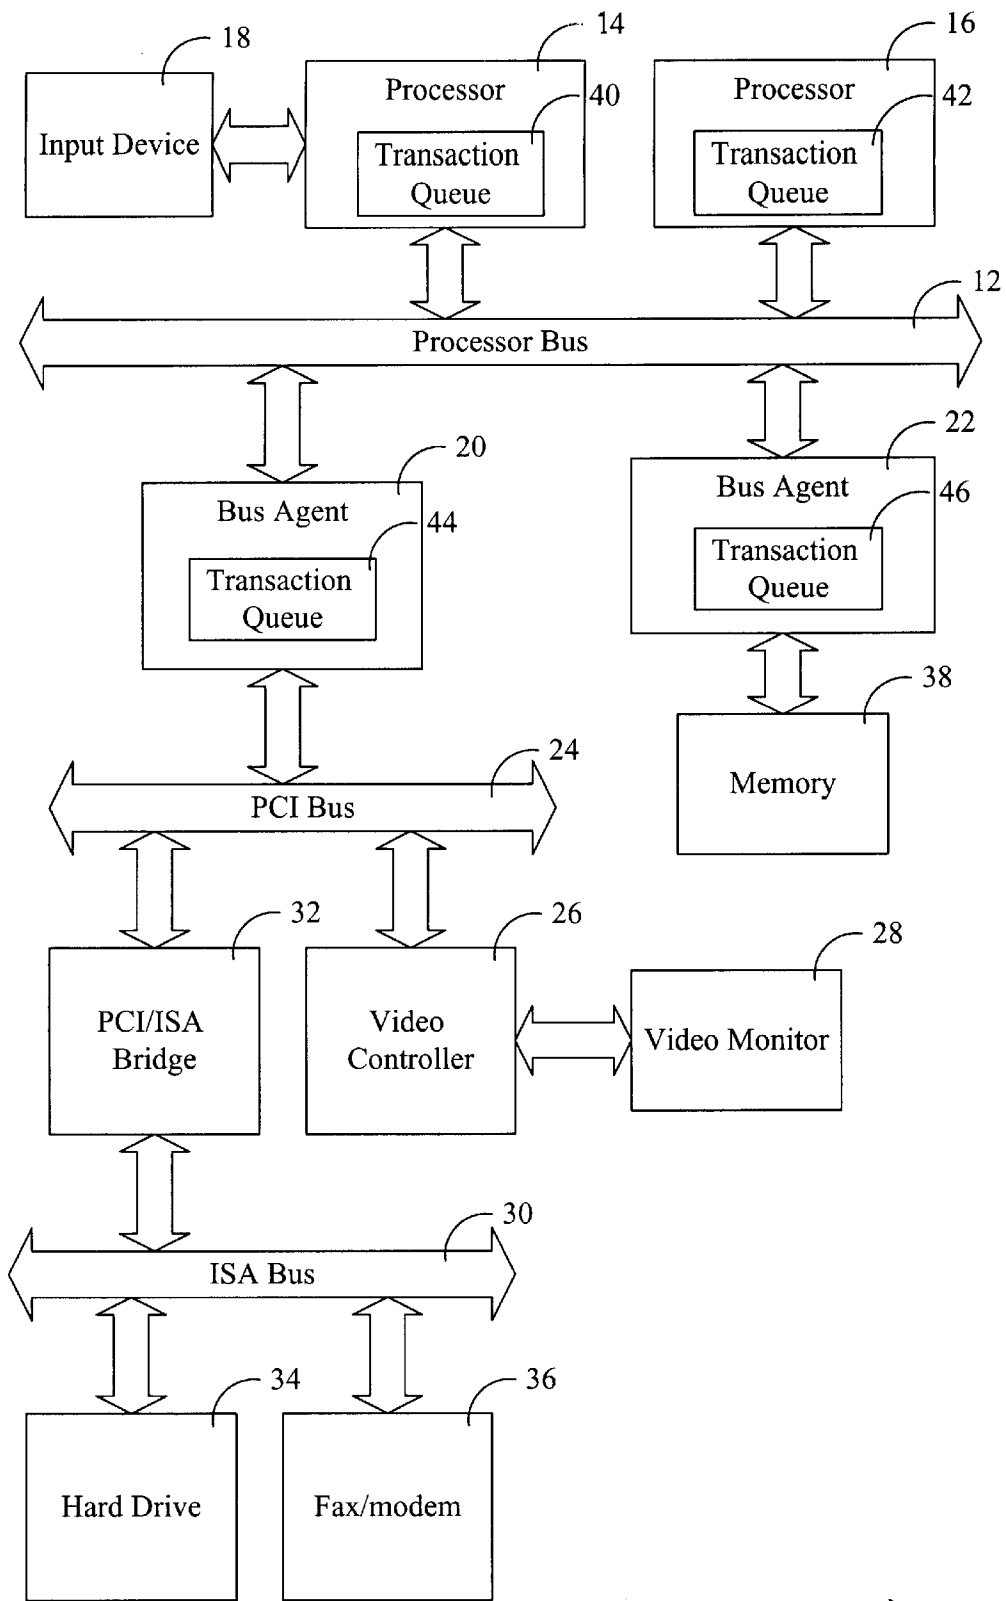 18
14
16
Input Device
Processor
40
Transaction
Queue
Processor
42
Transaction
Queue
12
Processor Bus
20
Bus Agent
44
Transaction
Queue
22
Bus Agent
46
Transaction
Queue
38
Memory
24
PCI Bus
32
PCI/ISA
Bridge
26
Video
Controller
28
Video Monitor
30
ISA Bus
34
Hard Drive
36
Fax/modem